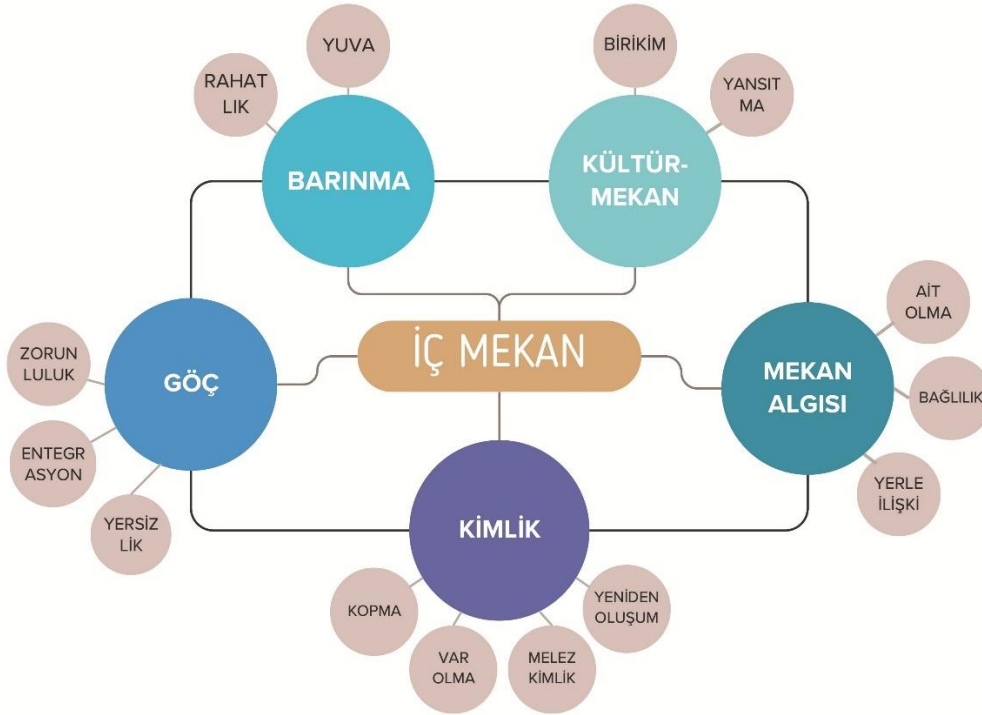 YUVA
RAHAT
LIK
BARINMA
BİRİKİM
YANSIT
MA
KÜLTÜR-
MEKAN
İÇ MEKAN
GÖÇ
ZORUN
LULUK
ENTEGR
ASYON
YERSİZ
LİK
MEKAN
ALGISI
AİT
OLMA
BAĞLILIK
YERLE
İLİŞKİ
KİMLİK
KOPMA
VAR
OLMA
MELEZ
KİMLİK
YENİDEN
OLUŞUM